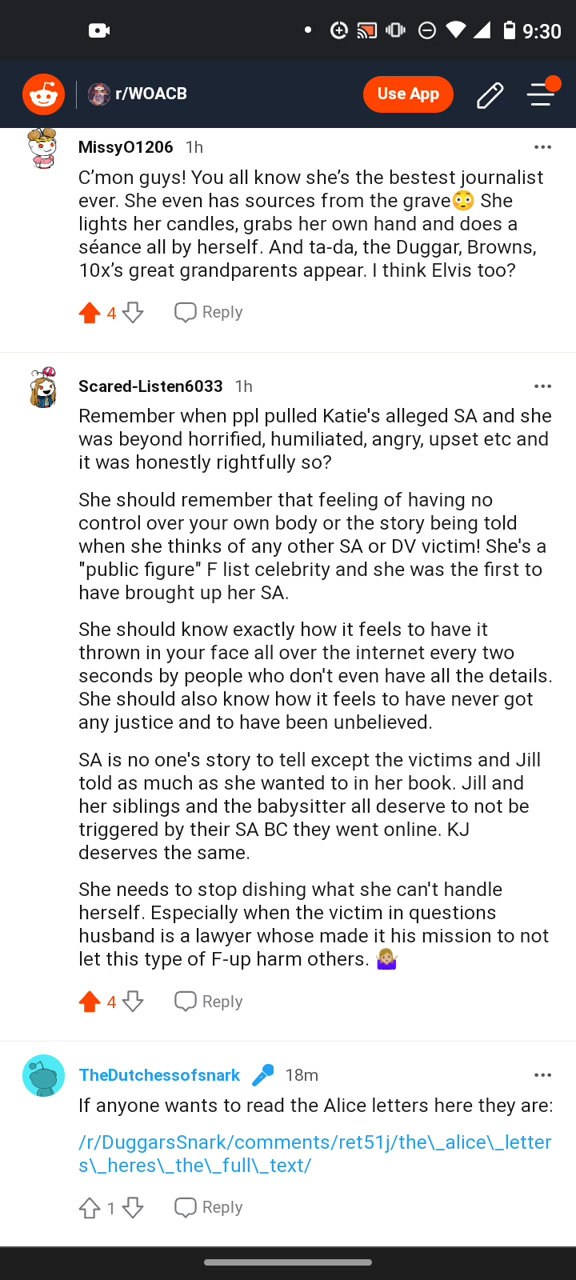 9:30
r/WOACB
Use App
MissyO1206 1h
C’mon guys! You all know she’s the bestest journalist
ever. She even has sources from the grave😳 She
lights her candles, grabs her own hand and does a
séance all by herself. And ta-da, the Duggar, Browns,
10x’s great grandparents appear. I think Elvis too?
4 Reply
Scared-Listen6033 1h
Remember when ppl pulled Katie's alleged SA and she
was beyond horrified, humiliated, angry, upset etc and
it was honestly rightfully so?
She should remember that feeling of having no
control over your own body or the story being told
when she thinks of any other SA or DV victim! She's a
"public figure" F list celebrity and she was the first to
have brought up her SA.
She should know exactly how it feels to have it
thrown in your face all over the internet every two
seconds by people who don't even have all the details.
She should also know how it feels to have never got
any justice and to have been unbelieved.
SA is no one's story to tell except the victims and Jill
told as much as she wanted to in her book. Jill and
her siblings and the babysitter all deserve to not be
triggered by their SA BC they went online. KJ
deserves the same.
She needs to stop dishing what she can't handle
herself. Especially when the victim in questions
husband is a lawyer whose made it his mission to not
let this type of F-up harm others. 🤷🏼‍♀️
4 Reply
TheDutchessofsnark 18m
If anyone wants to read the Alice letters here they are:
/r/DuggarsSnark/comments/ret51j/the\_alice\_letter
s\_heres\_the\_full\_text/
1 Reply